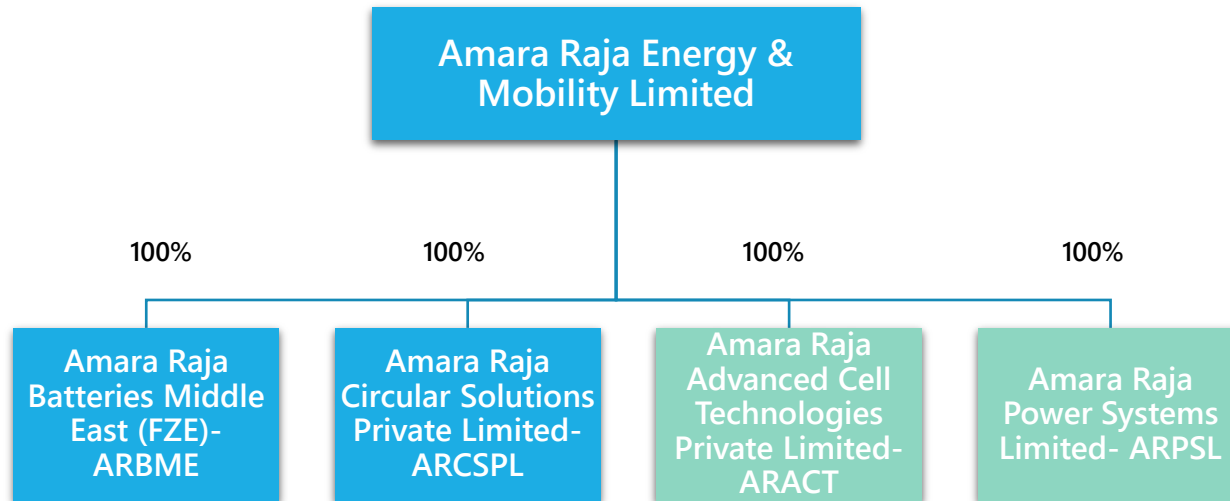 Amara Raja Energy &
Mobility Limited
100%
100%
100%
100%
Amara Raja
Batteries Middle
East (FZE)-
ARBME
Amara Raja
Circular Solutions
Private Limited-
ARCSPL
Amara Raja
Advanced Cell
Technologies
Private Limited-
ARACT
Amara Raja
Power Systems
Limited- ARPSL